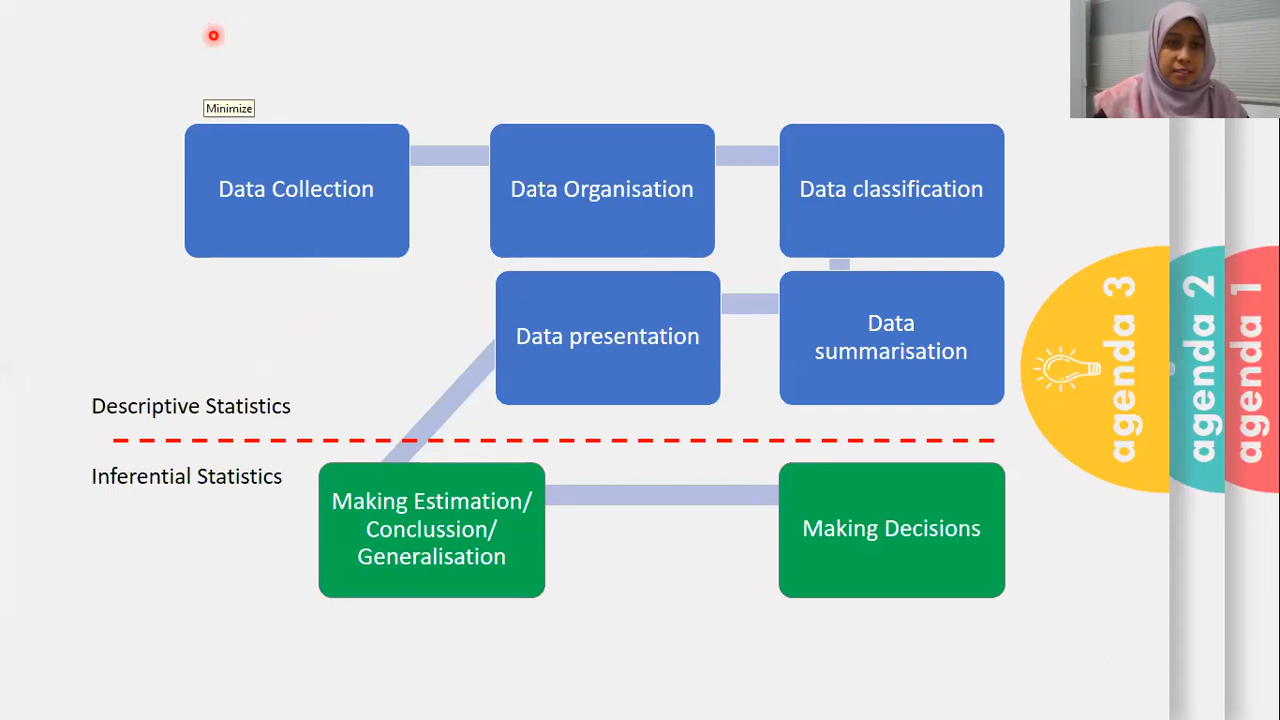 Minimize
Data Collection
Data Organisation
Data classification
Data presentation
Data
summarisation
Descriptive Statistics
Inferential Statistics
Making Estimation/
Conclussion/
Generalisation
Making Decisions
agenda 3
agenda 2
agenda 1